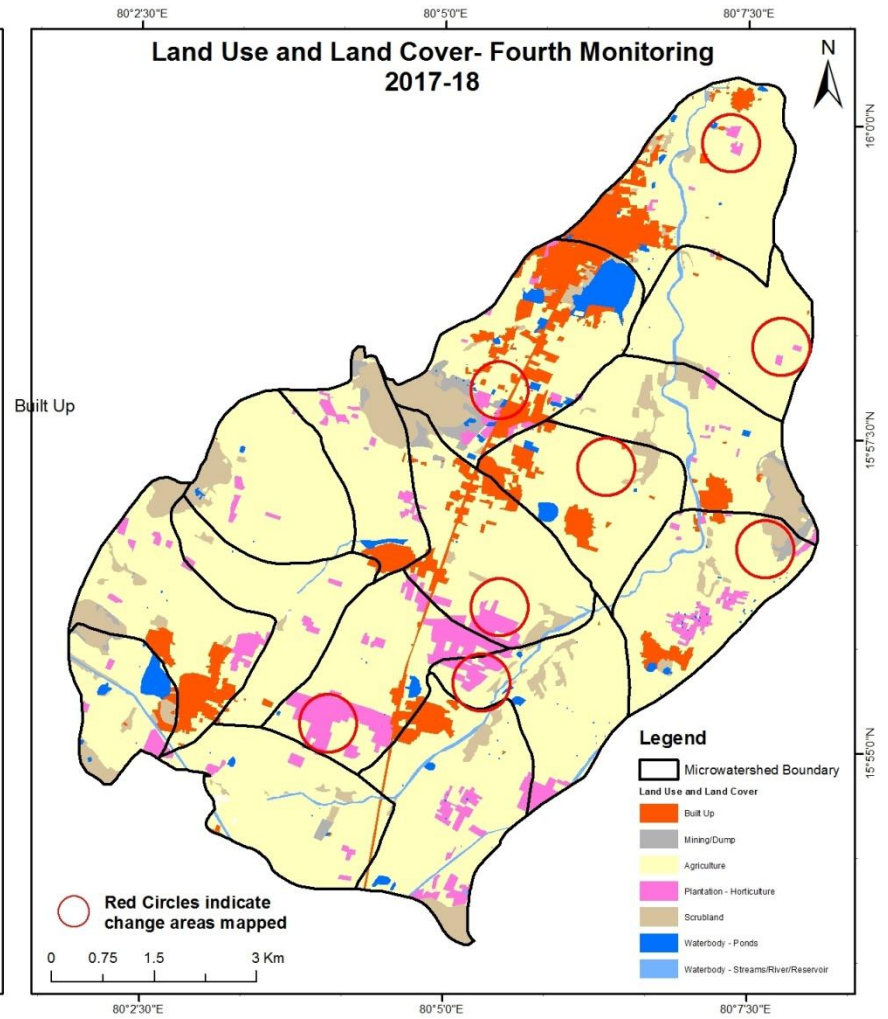 80°2'30"E 80°5'0"E 80°7'30"E
Land Use and Land Cover- Fourth Monitoring
2017-18
N
16°0'0"N
Built Up
15°57'30"N
15°55'0"N
Legend
Microwatershed Boundary
Land Use and Land Cover
Built Up
Mining/Dump
Agriculture
Plantation - Horticulture
Scrubland
Waterbody - Ponds
Waterbody - Streams/River/Reservoir
Red Circles indicate
change areas mapped
0 0.75 1.5 3 Km
80°2'30"E 80°5'0"E 80°7'30"E